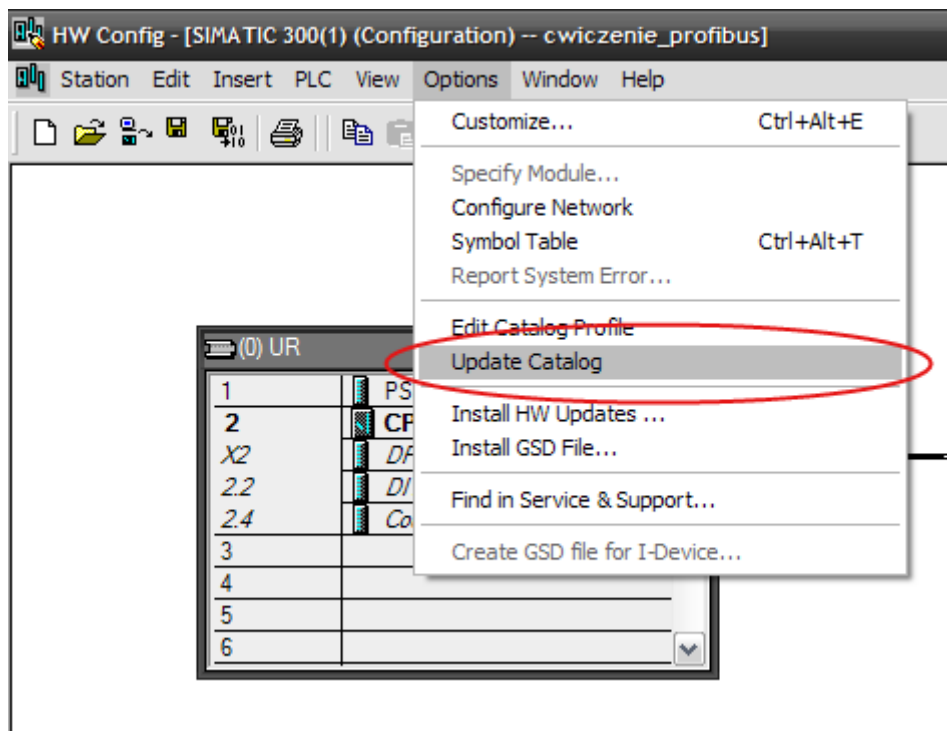 HW Config - [SIMATIC 300(1) (Configuration) -- cwiczenie_profibus]
Station Edit Insert PLC View Options Window Help
Customize... Ctrl+Alt+E
Specify Module...
Configure Network
Symbol Table Ctrl+Alt+T
Report System Error...
Edit Catalog Profile
Update Catalog
Install HW Updates ...
Install GSD File...
Find in Service & Support...
Create GSD file for I-Device...
(0) UR
1 PS
2 CP
X2 DP
2.2 DI
2.4 Co
3
4
5
6